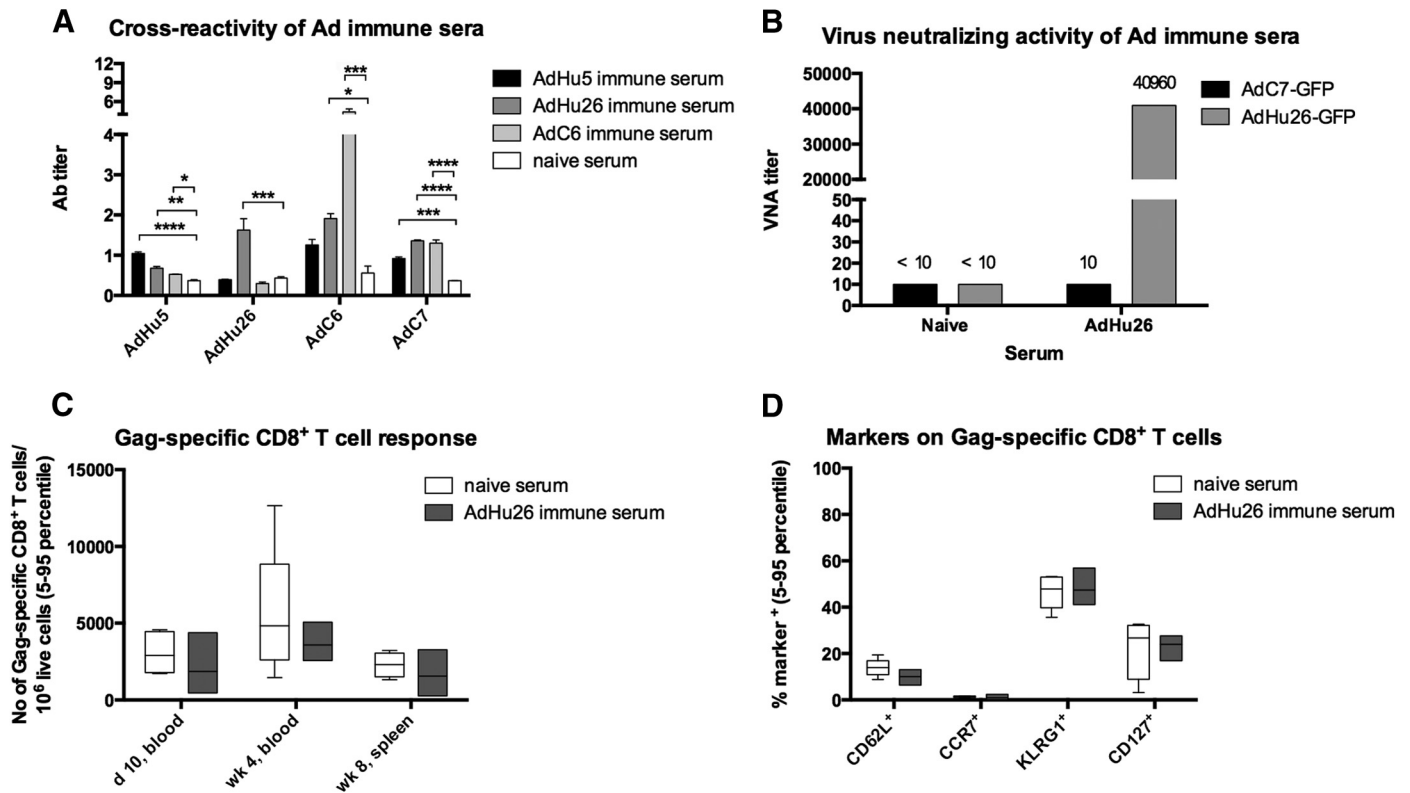 A
Cross-reactivity of Ad immune sera
Ab titer
12
9
6
4
2
1
0
***
*
*
**
****
***
****
****
***
AdHu5
AdHu26
AdC6
AdC7
AdHu5 immune serum
AdHu26 immune serum
AdC6 immune serum
naive serum
B
Virus neutralizing activity of Ad immune sera
VNA titer
50000
40000
30000
20000
50
40
30
20
10
0
< 10
< 10
10
40960
Naive
AdHu26
Serum
AdC7-GFP
AdHu26-GFP
C
Gag-specific CD8⁺ T cell response
No of Gag-specific CD8⁺ T cells/
10⁶ live cells (5-95 percentile)
15000
10000
5000
0
d 10, blood
wk 4, blood
wk 8, spleen
naive serum
AdHu26 immune serum
D
Markers on Gag-specific CD8⁺ T cells
% marker ⁺ (5-95 percentile)
100
80
60
40
20
0
CD62L⁺
CCR7⁺
KLRG1⁺
CD127⁺
naive serum
AdHu26 immune serum